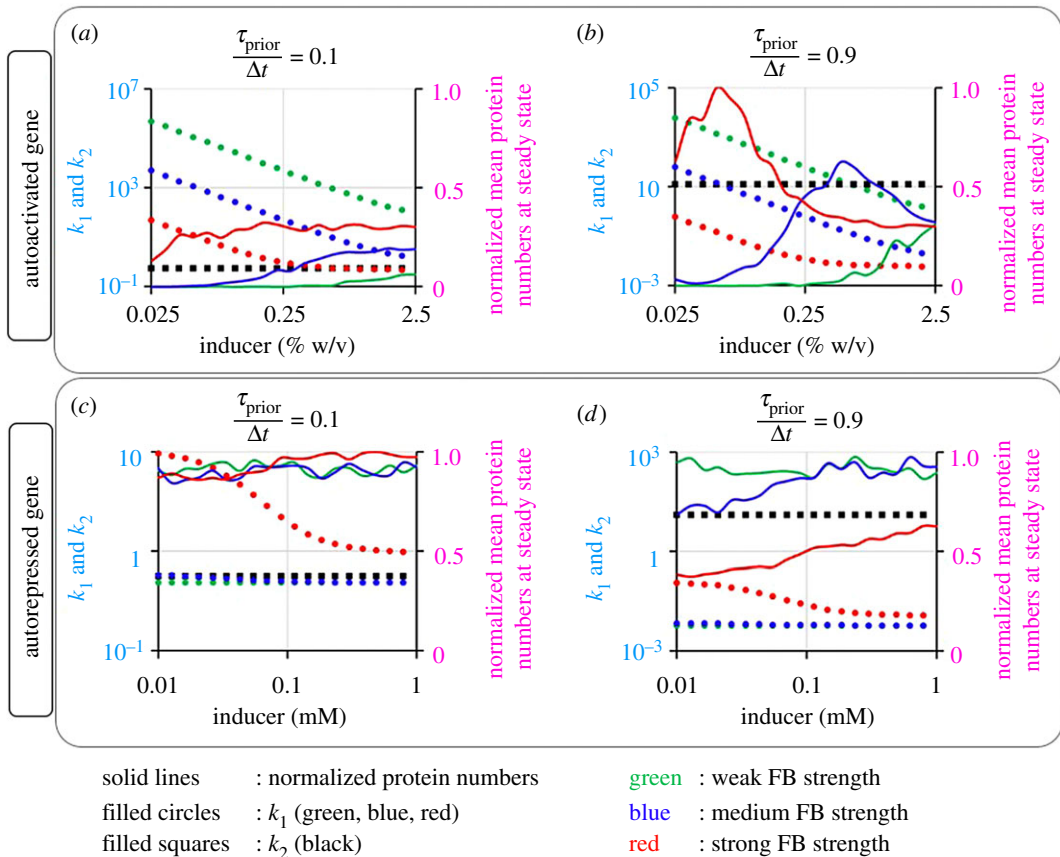 autoactivated gene
(a)
τprior/Δt = 0.1
k1 and k2
10^7
10^3
10^−1
1.0
0.5
0
normalized mean protein
numbers at steady state
0.025 0.25 2.5
inducer (% w/v)
(b)
τprior/Δt = 0.9
k1 and k2
10^5
10
10^−3
1.0
0.5
0
normalized mean protein
numbers at steady state
0.025 0.25 2.5
inducer (% w/v)
autorepressed gene
(c)
τprior/Δt = 0.1
k1 and k2
10
1
10^−1
1.0
0.5
0
normalized mean protein
numbers at steady state
0.01 0.1 1
inducer (mM)
(d)
τprior/Δt = 0.9
k1 and k2
10^3
1
10^−3
1.0
0.5
0
normalized mean protein
numbers at steady state
0.01 0.1 1
inducer (mM)
solid lines : normalized protein numbers
filled circles : k1 (green, blue, red)
filled squares : k2 (black)
green : weak FB strength
blue : medium FB strength
red : strong FB strength